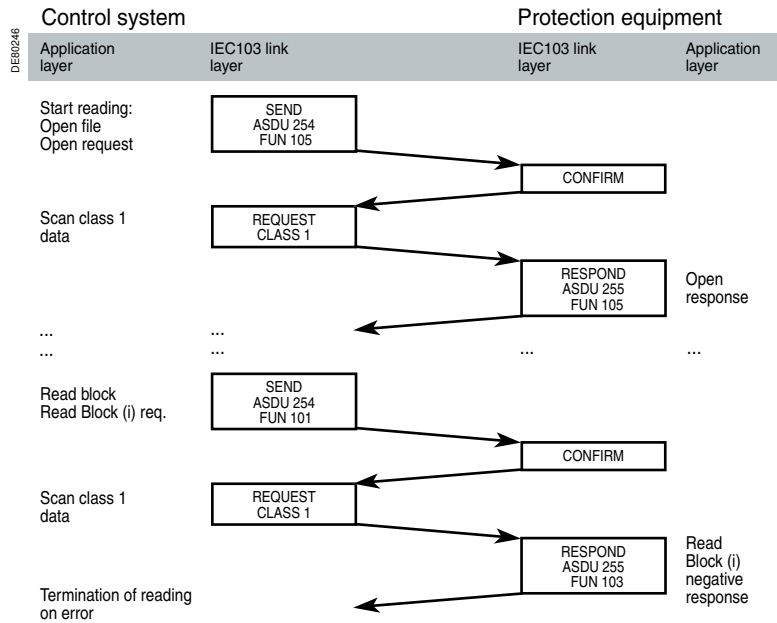 Control system
Protection equipment
DE80246
Application
layer
IEC103 link
layer
IEC103 link
layer
Application
layer
Start reading:
Open file
Open request
SEND
ASDU 254
FUN 105
CONFIRM
Scan class 1
data
REQUEST
CLASS 1
RESPOND
ASDU 255
FUN 105
Open
response
...
...
...
...
...
...
Read block
Read Block (i) req.
SEND
ASDU 254
FUN 101
CONFIRM
Scan class 1
data
REQUEST
CLASS 1
RESPOND
ASDU 255
FUN 103
Read
Block (i)
negative
response
Termination of reading
on error